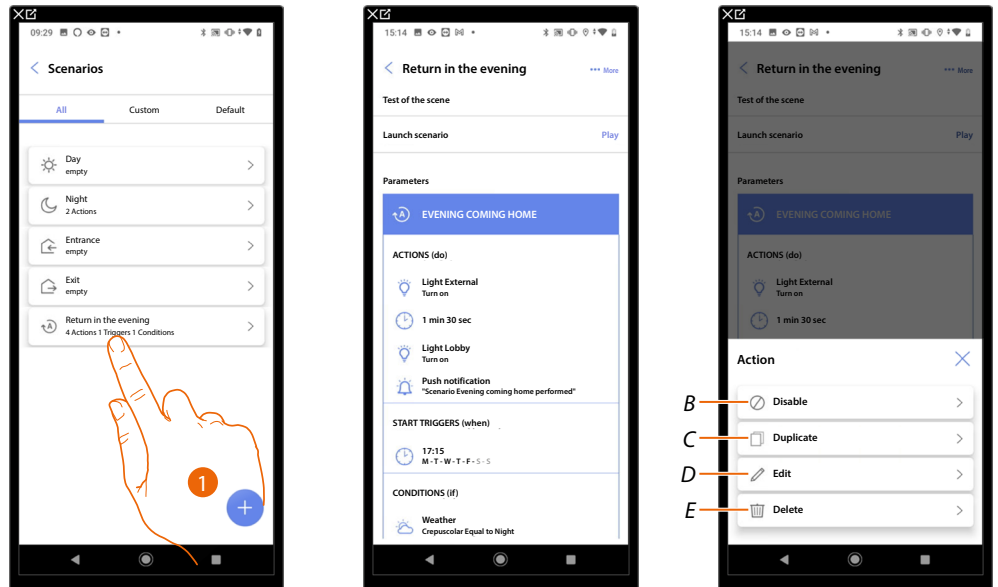 09:29
Scenarios
All Custom Default
Day
empty
Night
2 Actions
Entrance
empty
Exit
empty
Return in the evening
4 Actions 1 Triggers 1 Conditions
1
+
15:14
Return in the evening
••• More
Test of the scene
Launch scenario Play
Parameters
A EVENING COMING HOME
ACTIONS (do)
Light External
Turn on
1 min 30 sec
Light Lobby
Turn on
Push notification
"Scenario Evening coming home performed"
START TRIGGERS (when)
17:15
M - T - W - T - F - S - S
CONDITIONS (if)
Weather
Crepuscolar Equal to Night
15:14
Return in the evening
••• More
Test of the scene
Launch scenario Play
Parameters
A EVENING COMING HOME
ACTIONS (do)
Light External
Turn on
1 min 30 sec
Action
B Disable
C Duplicate
D Edit
E Delete